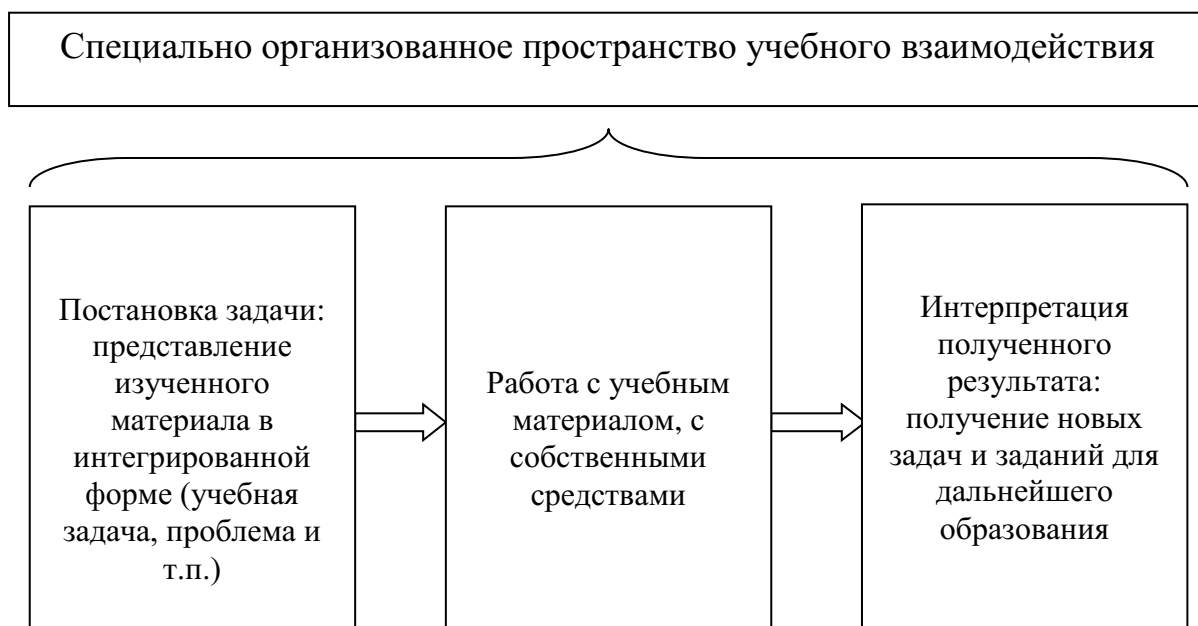 Специально организованное пространство учебного взаимодействия
Постановка задачи:
представление
изученного
материала в
интегрированной
форме (учебная
задача, проблема и
т.п.)
Работа с учебным
материалом, с
собственными
средствами
Интерпретация
полученного
результата:
получение новых
задач и заданий для
дальнейшего
образования